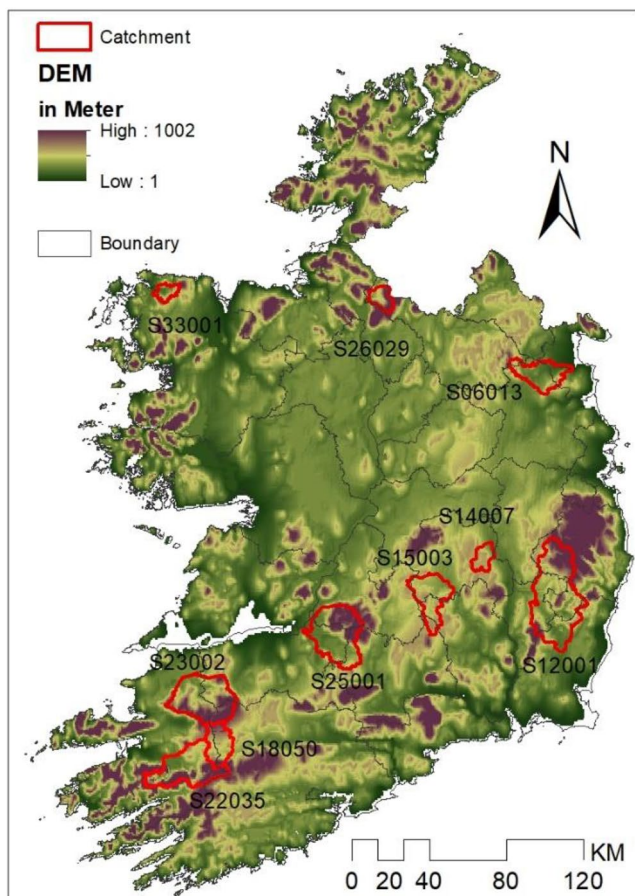 Catchment
DEM
in Meter
High : 1002
Low : 1
Boundary
N
S33001
S26029
S06013
S14007
S15003
S23002
S25001
S12001
S18050
S22035
KM
0 20 40 80 120